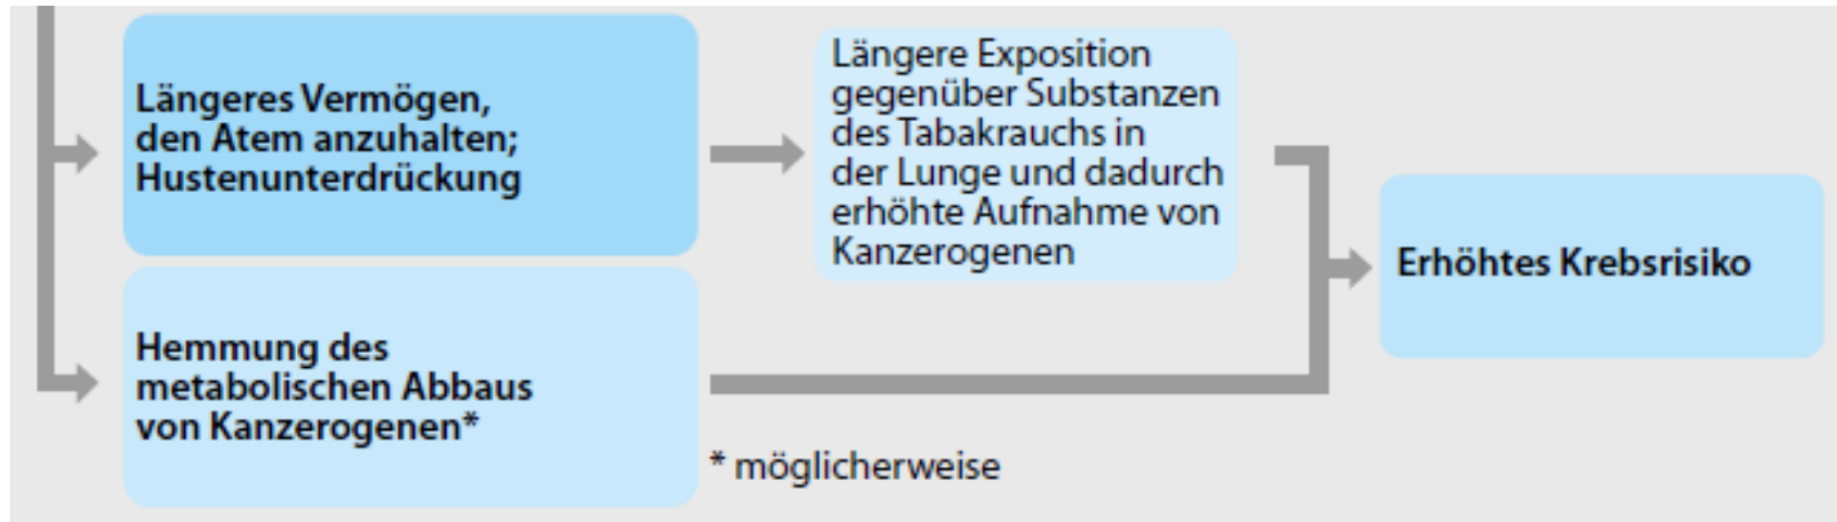 Längeres Vermögen,
den Atem anzuhalten;
Hustenunterdrückung
Längere Exposition
gegenüber Substanzen
des Tabakrauchs in
der Lunge und dadurch
erhöhte Aufnahme von
Kanzerogenen
Hemmung des
metabolischen Abbaus
von Kanzerogenen*
Erhöhtes Krebsrisiko
* möglicherweise